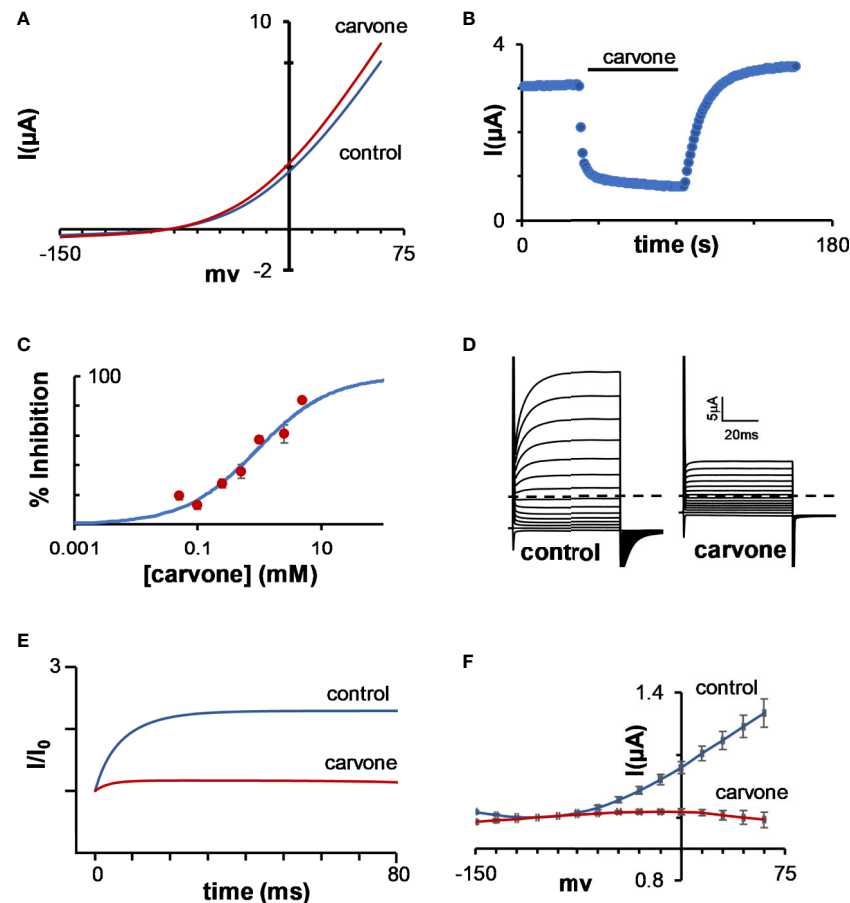 A
10
carvone
control
I(µA)
-150
75
mv
-2
B
4
carvone
I(µA)
0
0
180
time (s)
C
100
% Inhibition
0.001
0.1
10
[carvone] (mM)
D
5µA
20ms
control
carvone
E
3
control
I/I₀
carvone
0
80
time (ms)
F
1.4
control
I(µA)
carvone
-150
75
mv
0.8